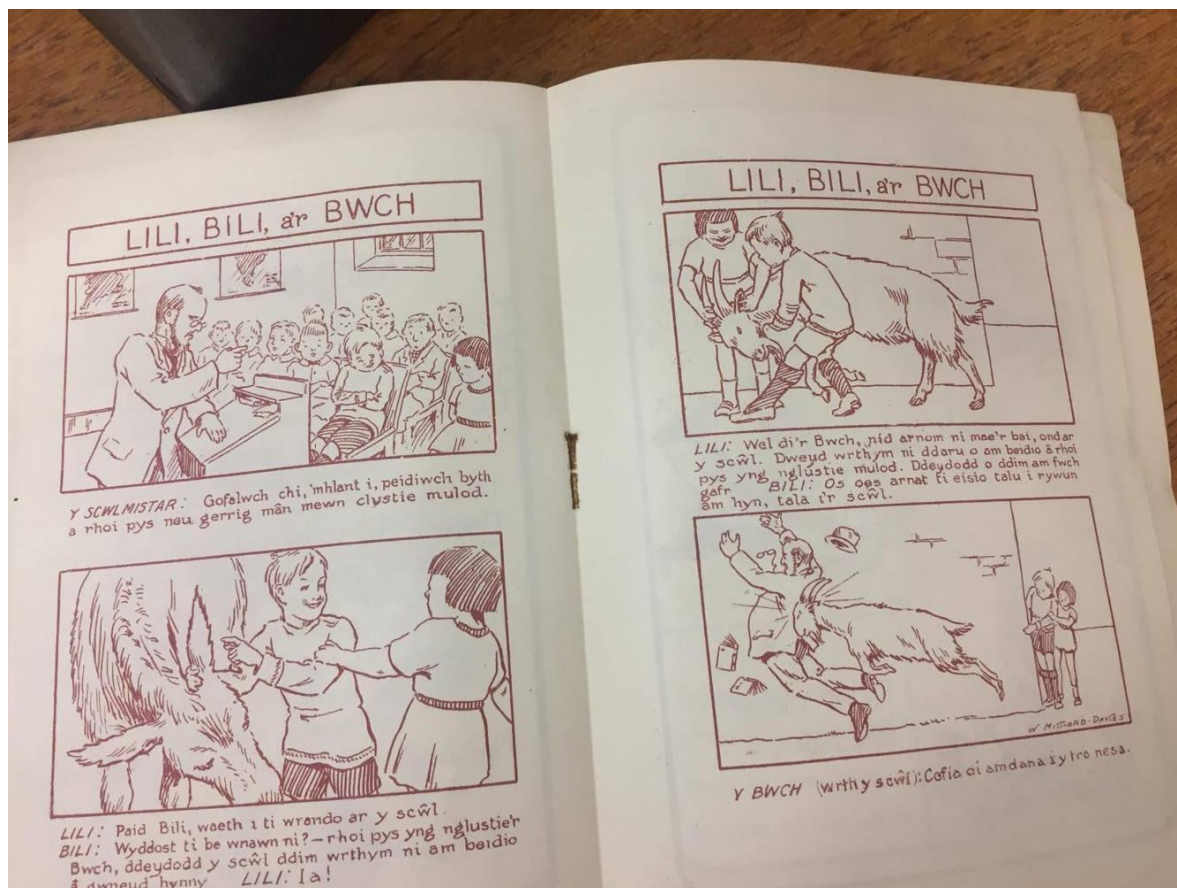 LILI, BILI, a'r BWCH
Y SCWLMISTAR: Gofalwch chi, 'mhlant i, peidiwch byth
a rhoi pys neu gerrig mân mewn clystie mulod.
LILI: Paid Bili, waeth i ti wrando ar y scŵl.
BILI: Wyddost ti be wnawn ni?—rhoi pys yng nglustie'r
Bwch, ddeydodd y scŵl ddim wrthym ni am beidio
â dwneud hynny LILI: Ia!
LILI, BILI, a'r BWCH
LILI: Wel di'r Bwch, nid arnom ni mae'r bai, ondar
y scŵl. Dweyd wrthym ni ddaru o am beidio â rhoi
pys yng nglustie mulod. Ddeydodd o ddim am fwch
gafr BILI: Os oes arnat ti eisio talu i rywun
am hyn, tala i'r scŵl.
W MITFORD-DAVIES
Y BWCH (wrth y scŵl): Cofia di amdana i y tro nesa.